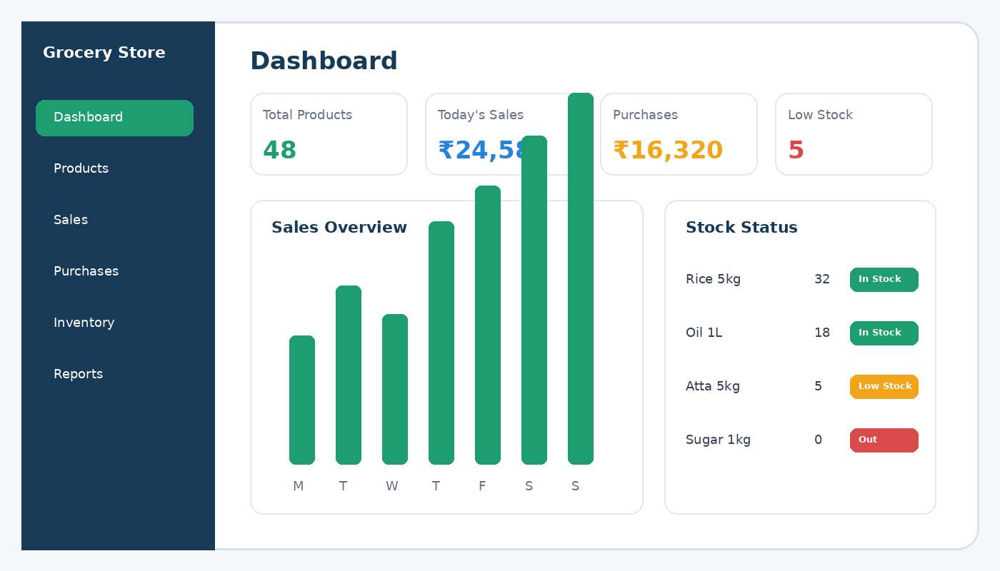 Grocery Store
Dashboard
Products
Sales
Purchases
Inventory
Reports
Dashboard
Total Products
48
Today's Sales
₹24,58
Purchases
₹16,320
Low Stock
5
Sales Overview
M T W T F S S
Stock Status
Rice 5kg 32 In Stock
Oil 1L 18 In Stock
Atta 5kg 5 Low Stock
Sugar 1kg 0 Out